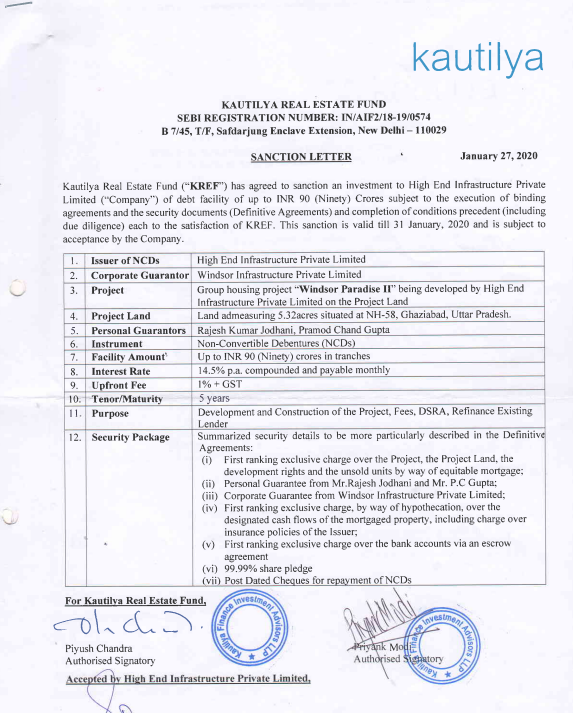 kautilya
KAUTILYA REAL ESTATE FUND
SEBI REGISTRATION NUMBER: IN/AIF2/18-19/0574
B 7/45, T/F, Safdarjung Enclave Extension, New Delhi – 110029
SANCTION LETTER
January 27, 2020
Kautilya Real Estate Fund (“KREF”) has agreed to sanction an investment to High End Infrastructure Private
Limited (“Company”) of debt facility of up to INR 90 (Ninety) Crores subject to the execution of binding
agreements and the security documents (Definitive Agreements) and completion of conditions precedent (including
due diligence) each to the satisfaction of KREF. This sanction is valid till 31 January, 2020 and is subject to
acceptance by the Company.
1. Issuer of NCDs High End Infrastructure Private Limited
2. Corporate Guarantor Windsor Infrastructure Private Limited
3. Project Group housing project “Windsor Paradise II” being developed by High End
Infrastructure Private Limited on the Project Land
4. Project Land Land admeasuring 5.32acres situated at NH-58, Ghaziabad, Uttar Pradesh.
5. Personal Guarantors Rajesh Kumar Jodhani, Pramod Chand Gupta
6. Instrument Non-Convertible Debentures (NCDs)
7. Facility Amount Up to INR 90 (Ninety) crores in tranches
8. Interest Rate 14.5% p.a. compounded and payable monthly
9. Upfront Fee 1% + GST
10. Tenor/Maturity 5 years
11. Purpose Development and Construction of the Project, Fees, DSRA, Refinance Existing
Lender
12. Security Package Summarized security details to be more particularly described in the Definitive
Agreements:
(i) First ranking exclusive charge over the Project, the Project Land, the
development rights and the unsold units by way of equitable mortgage;
(ii) Personal Guarantee from Mr.Rajesh Jodhani and Mr. P.C Gupta;
(iii) Corporate Guarantee from Windsor Infrastructure Private Limited;
(iv) First ranking exclusive charge, by way of hypothecation, over the
designated cash flows of the mortgaged property, including charge over
insurance policies of the Issuer;
(v) First ranking exclusive charge over the bank accounts via an escrow
agreement
(vi) 99.99% share pledge
(vii) Post Dated Cheques for repayment of NCDs
For Kautilya Real Estate Fund,
Kautilya Finance Investment Advisors LLP
Priyank Modi
Piyush Chandra
Authorised Signatory
Priyank Modi
Authorised Signatory
Kautilya Finance Investment Advisors LLP
Accepted by High End Infrastructure Private Limited,